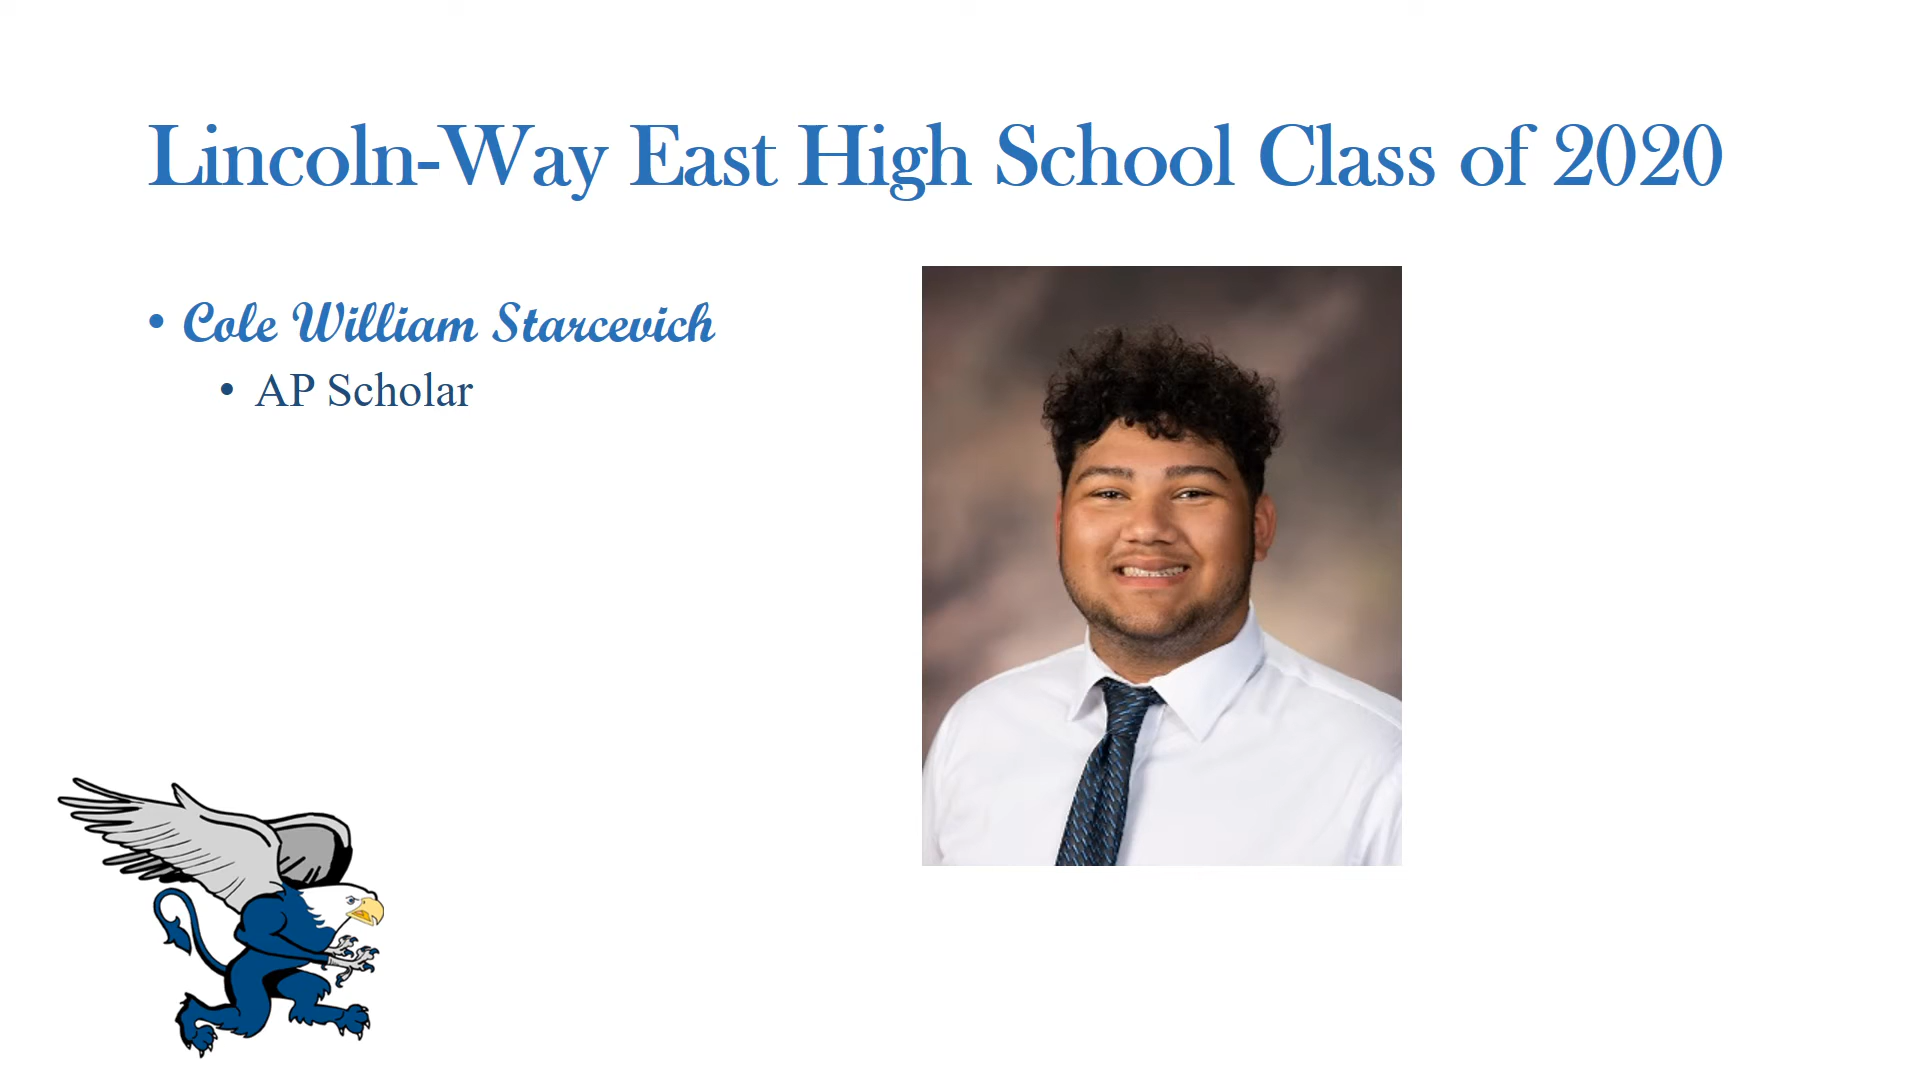 Lincoln-Way East High School Class of 2020
• Cole William Starcevich
• AP Scholar